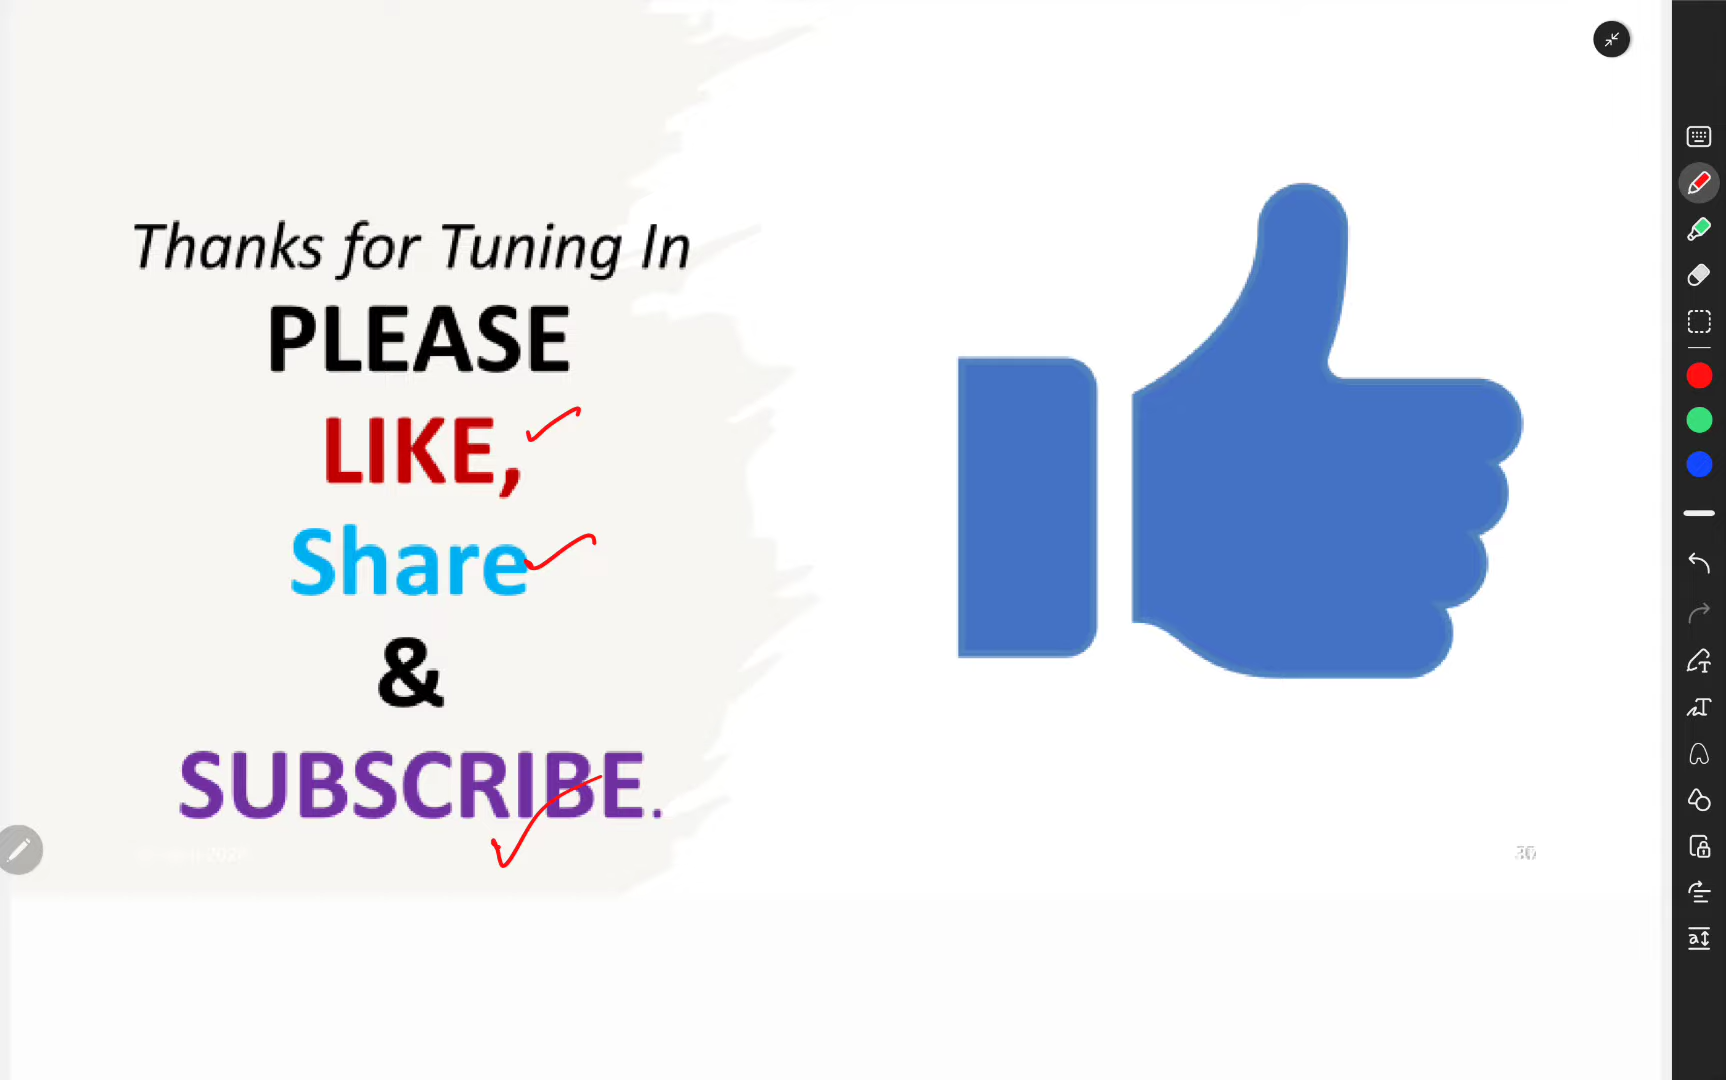 Thanks for Tuning In
PLEASE
LIKE,
Share
&
SUBSCRIBE.